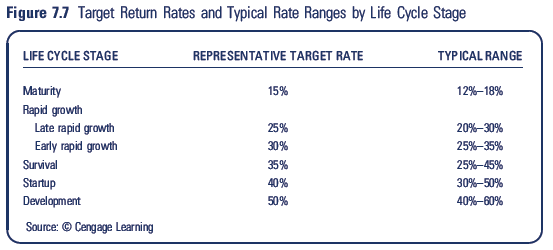 Figure 7.7 Target Return Rates and Typical Rate Ranges by Life Cycle Stage
LIFE CYCLE STAGE REPRESENTATIVE TARGET RATE TYPICAL RANGE
Maturity 15% 12%–18%
Rapid growth
Late rapid growth 25% 20%–30%
Early rapid growth 30% 25%–35%
Survival 35% 25%–45%
Startup 40% 30%–50%
Development 50% 40%–60%
Source: © Cengage Learning